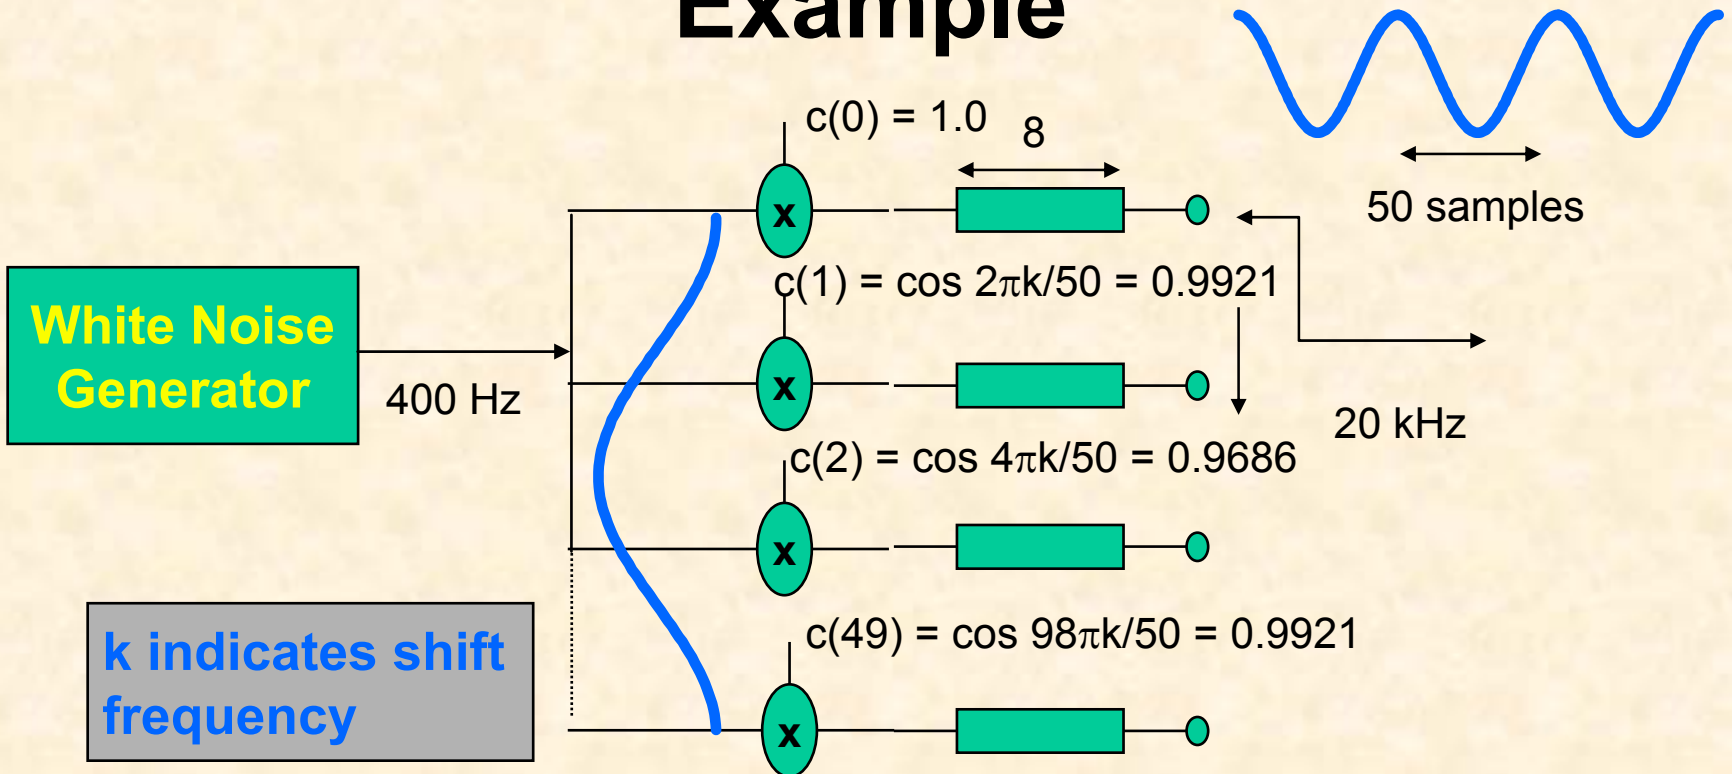 Example
c(0) = 1.0
8
50 samples
x
c(1) = cos 2πk/50 = 0.9921
White Noise
Generator
400 Hz
x
20 kHz
c(2) = cos 4πk/50 = 0.9686
x
c(49) = cos 98πk/50 = 0.9921
k indicates shift
frequency
x